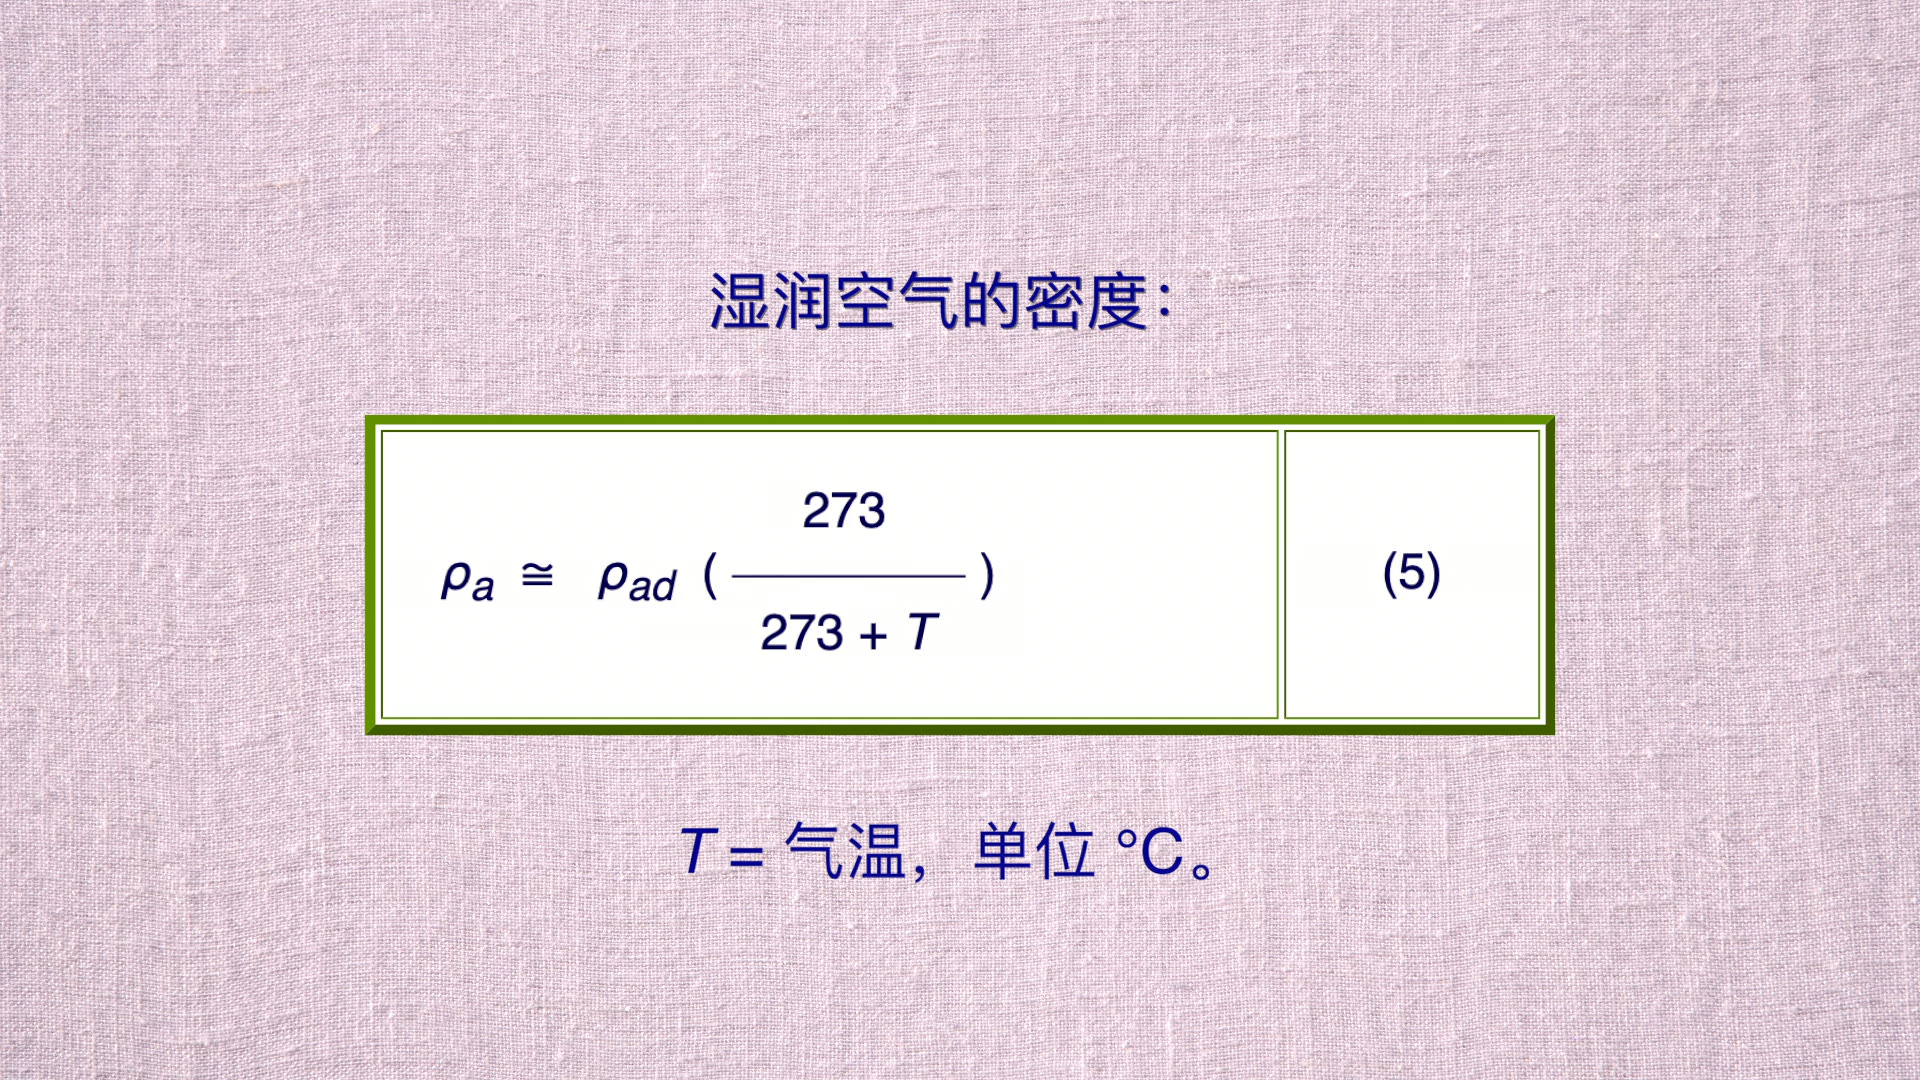 湿润空气的密度：
273
ρa ≅ ρad ( ——— ) (5)
273 + T
T = 气温，单位 °C。